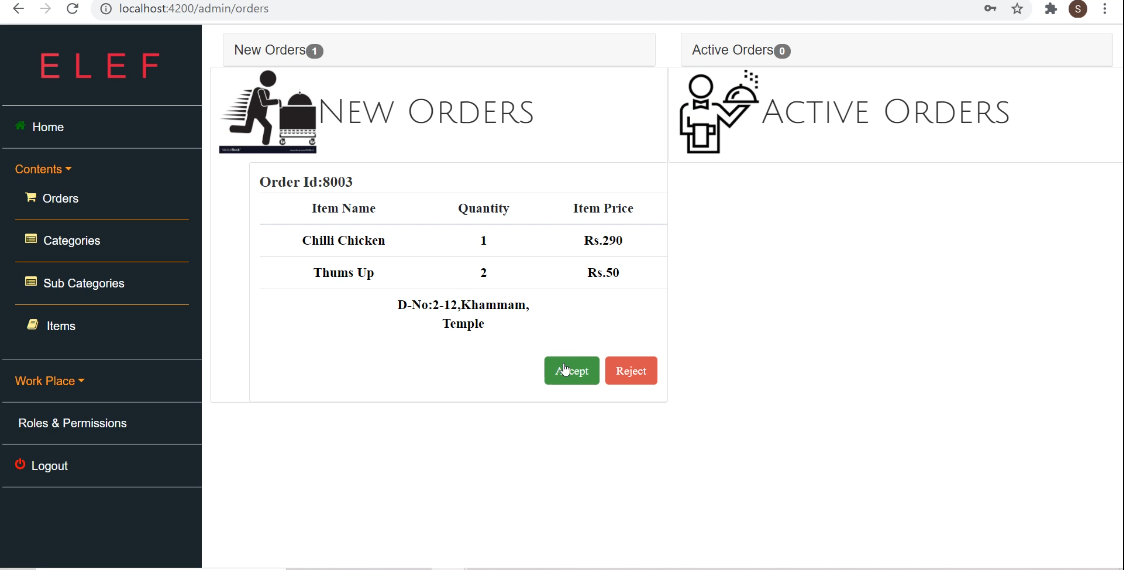 localhost:4200/admin/orders
S
E L E F
Home
Contents
Orders
Categories
Sub Categories
Items
Work Place
Roles & Permissions
Logout
New Orders 1
NEW ORDERS
Order Id:8003
Item Name Quantity Item Price
Chilli Chicken 1 Rs.290
Thums Up 2 Rs.50
D-No:2-12,Khammam,
Temple
Accept Reject
Active Orders 0
ACTIVE ORDERS